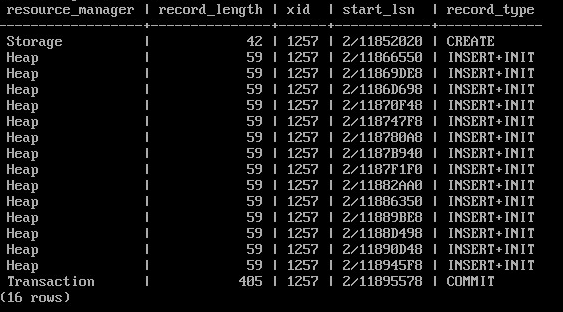 resource_manager | record_length | xid | start_lsn | record_type
Storage | 42 | 1257 | 2/11852020 | CREATE
Heap | 59 | 1257 | 2/11866550 | INSERT+INIT
Heap | 59 | 1257 | 2/11869DE8 | INSERT+INIT
Heap | 59 | 1257 | 2/1186D698 | INSERT+INIT
Heap | 59 | 1257 | 2/11870F48 | INSERT+INIT
Heap | 59 | 1257 | 2/118747F8 | INSERT+INIT
Heap | 59 | 1257 | 2/118780A8 | INSERT+INIT
Heap | 59 | 1257 | 2/1187B940 | INSERT+INIT
Heap | 59 | 1257 | 2/1187F1F0 | INSERT+INIT
Heap | 59 | 1257 | 2/11882AA0 | INSERT+INIT
Heap | 59 | 1257 | 2/11886350 | INSERT+INIT
Heap | 59 | 1257 | 2/11889BE8 | INSERT+INIT
Heap | 59 | 1257 | 2/1188D498 | INSERT+INIT
Heap | 59 | 1257 | 2/11890D48 | INSERT+INIT
Heap | 59 | 1257 | 2/118945F8 | INSERT+INIT
Transaction | 405 | 1257 | 2/11895578 | COMMIT
(16 rows)